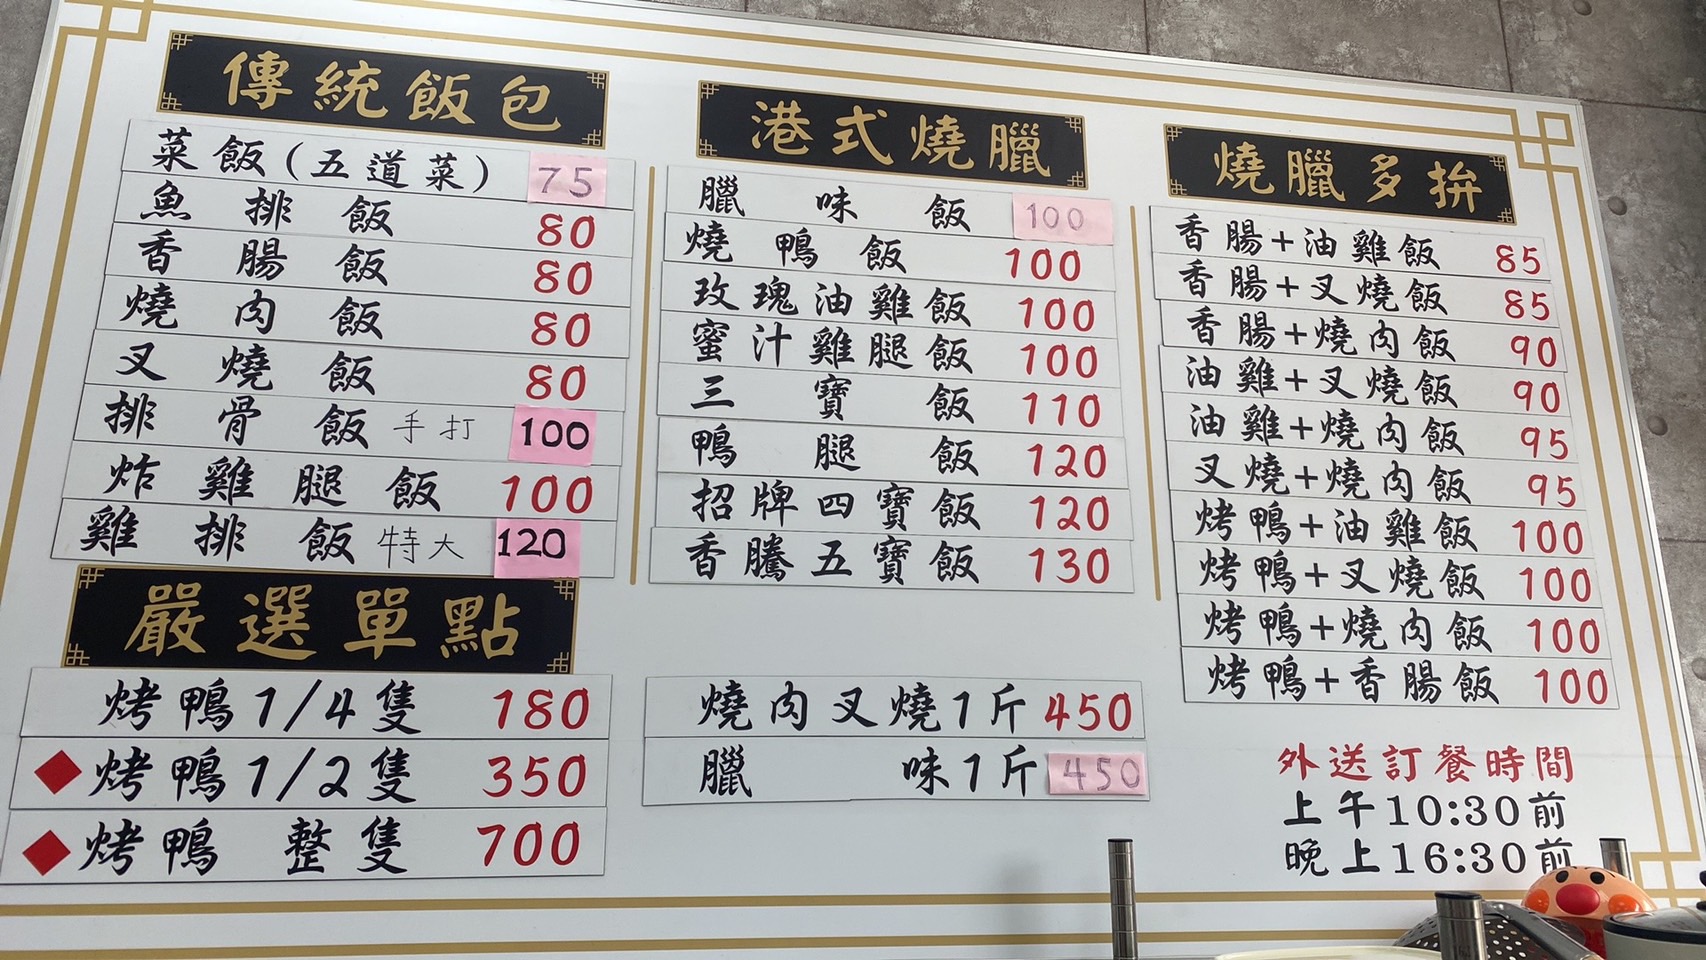 傳統飯包
菜飯(五道菜) 75
魚排飯 80
香腸飯 80
燒肉飯 80
叉燒飯 80
排骨飯 手打 100
炸雞腿飯 100
雞排飯 特大 120
港式燒臘
臘味飯 100
燒鴨飯 100
玫瑰油雞飯 100
蜜汁雞腿飯 100
三寶飯 110
鴨腿飯 120
招牌四寶飯 120
香騰五寶飯 130
燒臘多拚
香腸+油雞飯 85
香腸+叉燒飯 85
香腸+燒肉飯 90
油雞+叉燒飯 90
油雞+燒肉飯 95
叉燒+燒肉飯 95
烤鴨+油雞飯 100
烤鴨+叉燒飯 100
烤鴨+燒肉飯 100
烤鴨+香腸飯 100
嚴選單點
烤鴨1/4隻 180
烤鴨1/2隻 350
烤鴨 整隻 700
燒肉叉燒1斤 450
臘味1斤 450
外送訂餐時間
上午10:30前
晚上16:30前